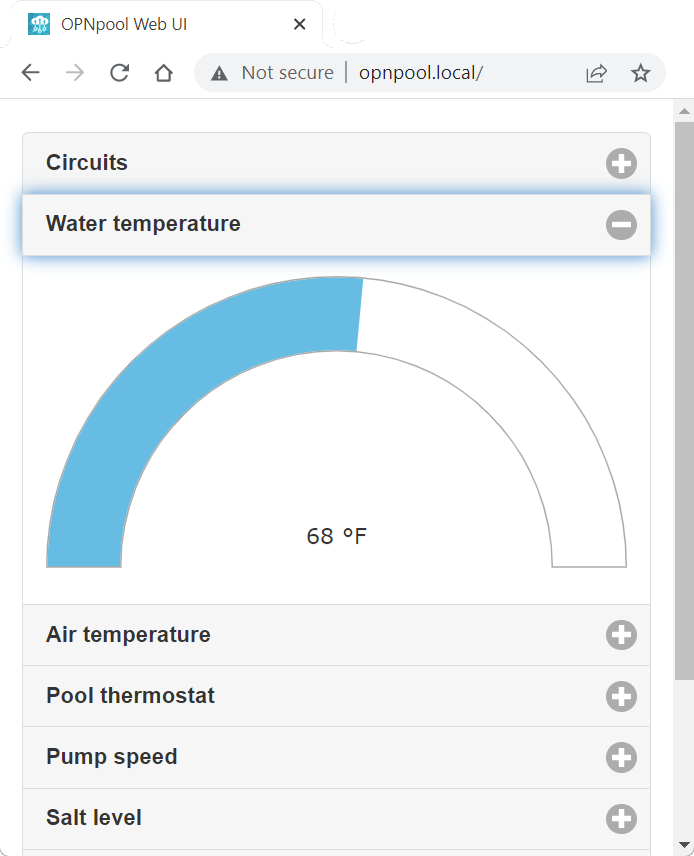 OPNpool Web UI
Not secure | opnpool.local/
Circuits
Water temperature
68 °F
Air temperature
Pool thermostat
Pump speed
Salt level